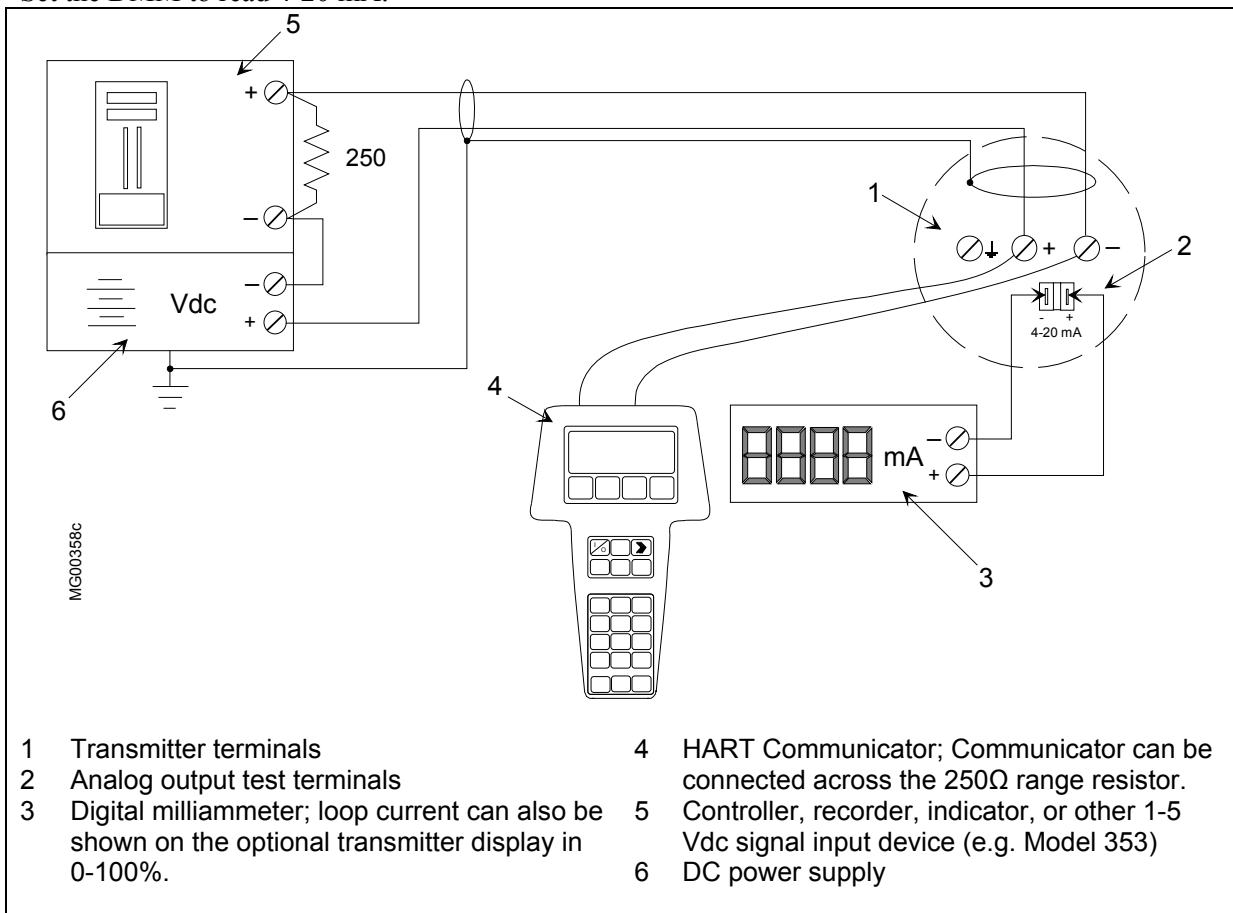 5
+
250
–
–
Vdc
+
6
1
+
–
2
- +
4-20 mA
4
mA
–
+
3
MG00358c
1 Transmitter terminals
2 Analog output test terminals
3 Digital milliammeter; loop current can also be
shown on the optional transmitter display in
0-100%.
4 HART Communicator; Communicator can be
connected across the 250Ω range resistor.
5 Controller, recorder, indicator, or other 1-5
Vdc signal input device (e.g. Model 353)
6 DC power supply